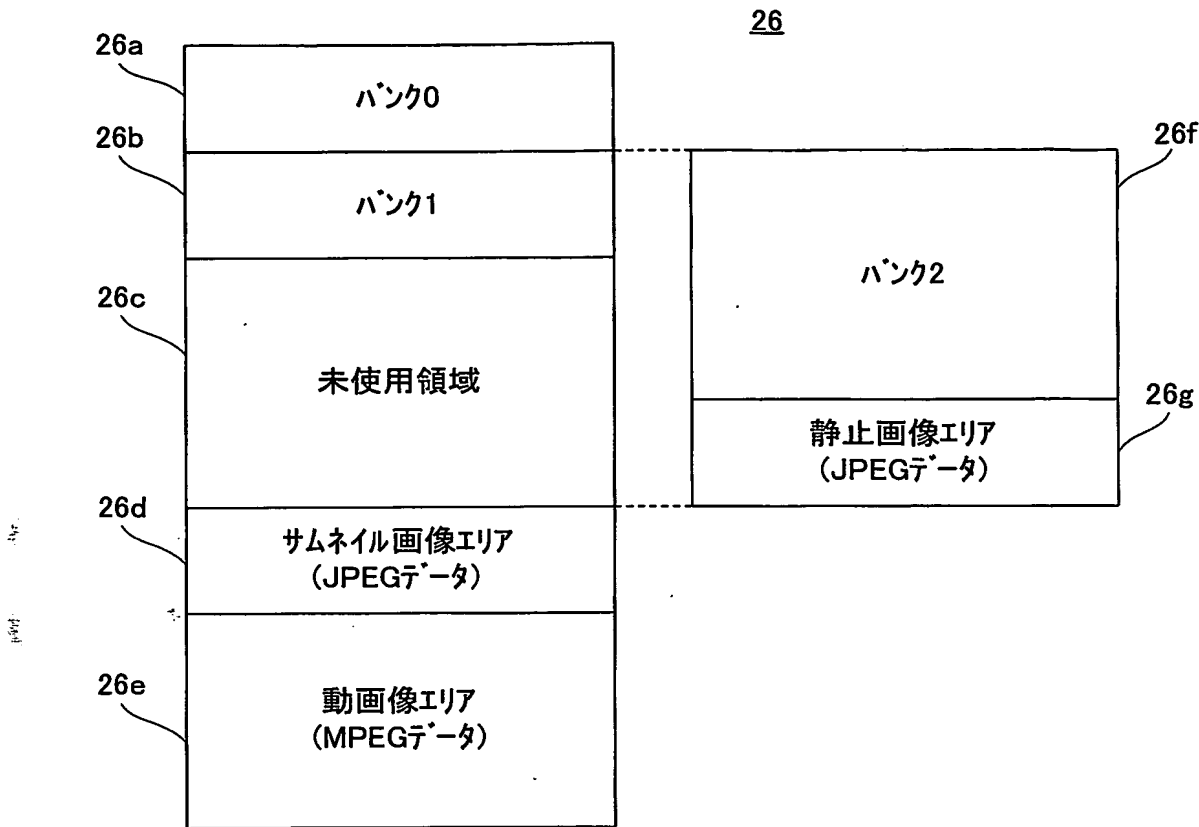 26
26a
バンク0
26b
バンク1
26f
バンク2
26c
未使用領域
26g
静止画像エリア
(JPEGデータ)
26d
サムネイル画像エリア
(JPEGデータ)
26e
動画像エリア
(MPEGデータ)